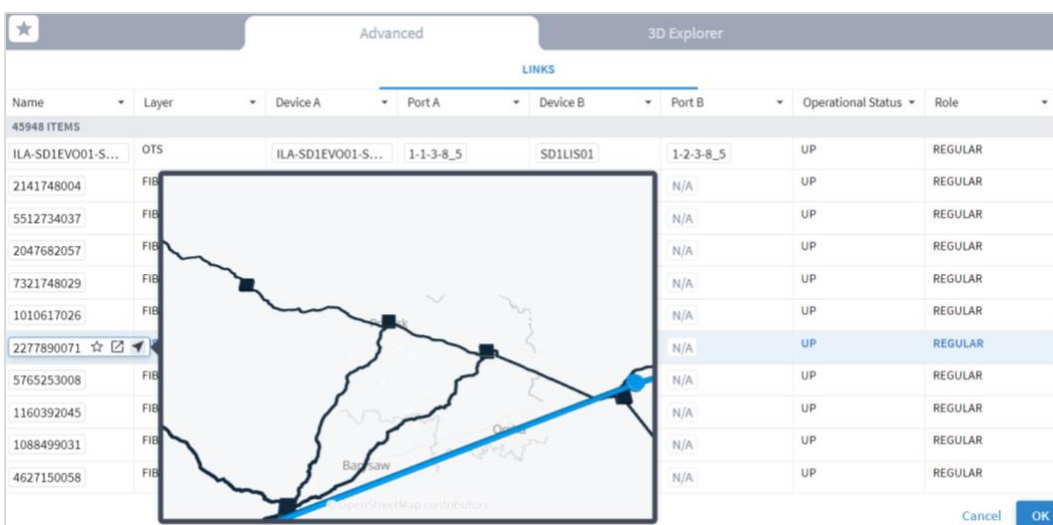 Advanced 3D Explorer
LINKS
Name Layer Device A Port A Device B Port B Operational Status Role
45948 ITEMS
ILA-SD1EVO01-S... OTS ILA-SD1EVO01-S... 1-1-3-8_5 SD1LIS01 1-2-3-8_5 UP REGULAR
2141748004 FIB N/A UP REGULAR
5512734037 FIB N/A UP REGULAR
2047682057 FIB N/A UP REGULAR
7321748029 FIB N/A UP REGULAR
1010617026 FIB N/A UP REGULAR
2277890071 N/A UP REGULAR
5765253008 FIB N/A UP REGULAR
1160392045 FIB N/A UP REGULAR
1088499031 FIB N/A UP REGULAR
4627150058 FIB N/A UP REGULAR
© OpenStreetMap contributors
Cancel OK